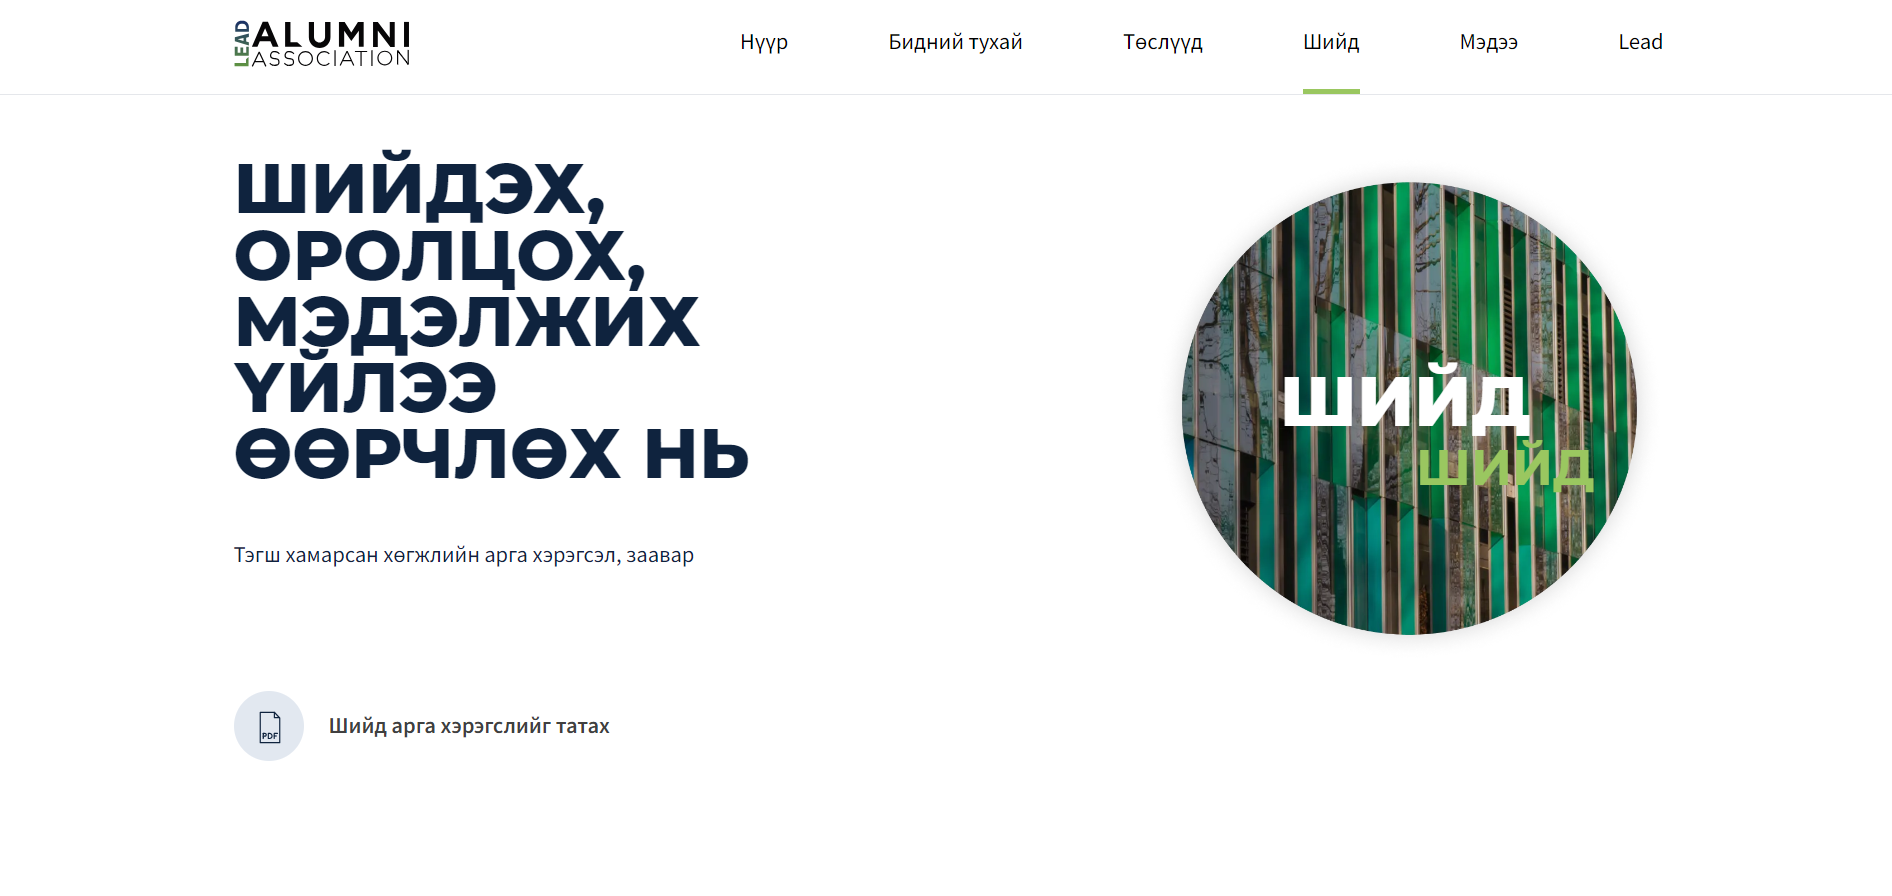 LEAD ALUMNI
ASSOCIATION
Нүүр Бидний тухай Төслүүд Шийд Мэдээ Lead
ШИЙДЭХ,
ОРОЛЦОХ,
МЭДЭЛЖИХ
ҮЙЛЭЭ
ӨӨРЧЛӨХ НЬ
Тэгш хамарсан хөгжлийн арга хэрэгсэл, заавар
PDF Шийд арга хэрэгслийг татах
ШИЙД
ШИЙД